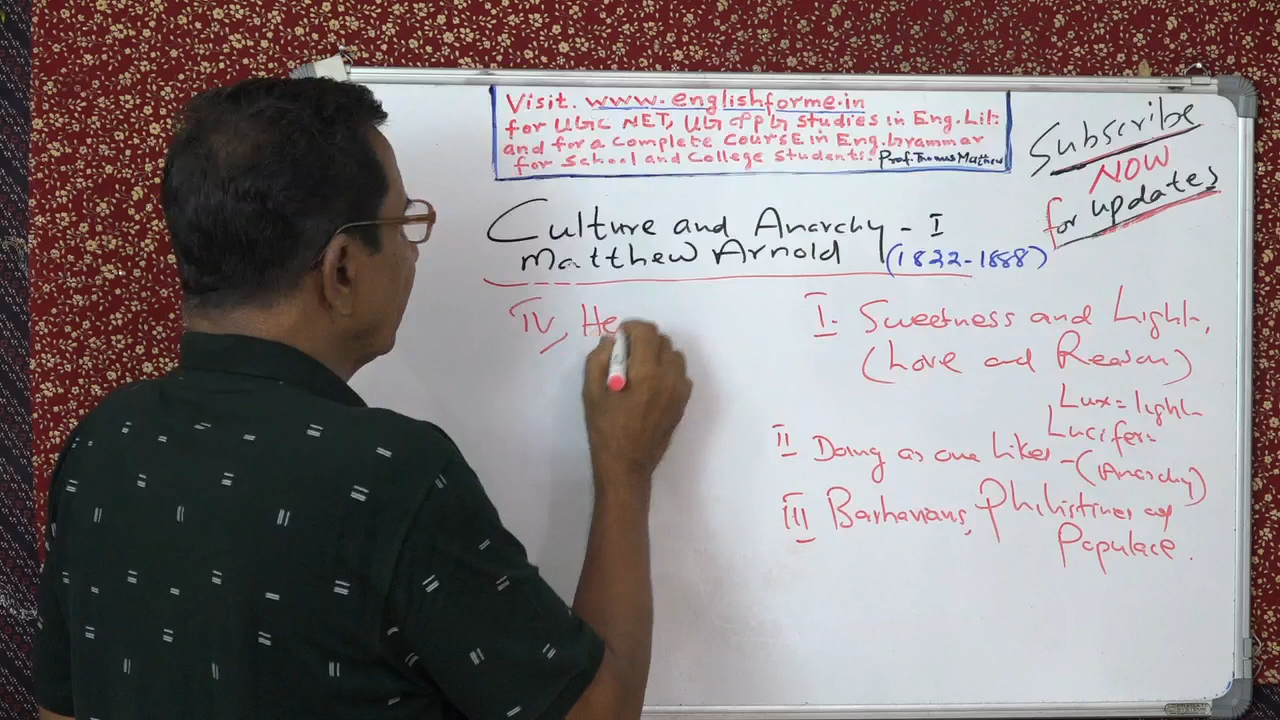 Visit. www.englishforme.in
for UGC NET, UG & PG Studies in Eng. Lit:
and for a Complete Course in Eng. Grammar
for School and College Students. Prof. Thomas Mathew
Subscribe
NOW
for updates
Culture and Anarchy - I
Matthew Arnold (1822-1888)
IV, He
I. Sweetness and Light,
(Love and Reason)
Lux = light
Lucifer=
II Doing as one likes - (Anarchy)
III Barbarians, Philistines and
Populace.